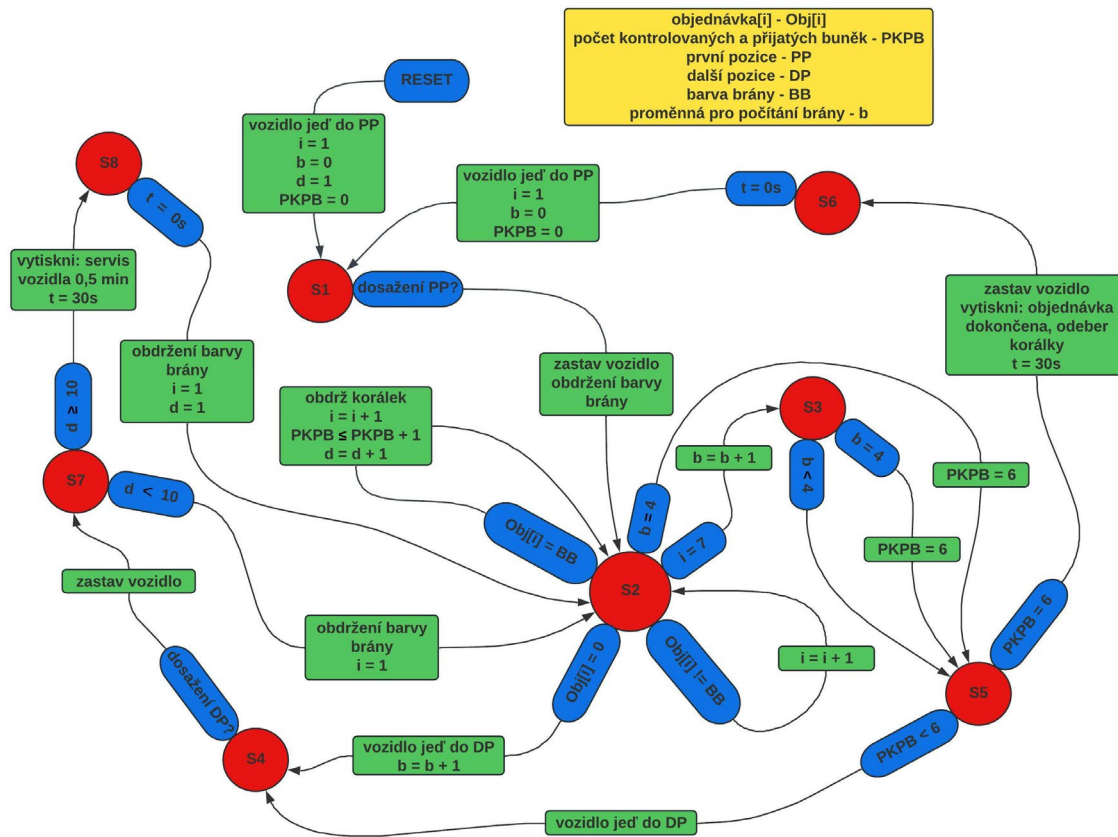 objednávka[i] - Obj[i]
počet kontrolovaných a přijatých buněk - PKPB
první pozice - PP
další pozice - DP
barva brány - BB
proměnná pro počítání brány - b
RESET
vozidlo jeď do PP
i = 1
b = 0
d = 1
PKPB = 0
S8
t = 0s
vozidlo jeď do PP
i = 1
b = 0
PKPB = 0
t = 0s
S6
S1
dosažení PP?
vytiskni: servis
vozidla 0,5 min
t = 30s
zastav vozidlo
vytiskni: objednávka
dokončena, odeber
korálky
t = 30s
obdržení barvy
brány
i = 1
d = 1
zastav vozidlo
obdržení barvy
brány
obdrž korálek
i = i + 1
PKPB ≤ PKPB + 1
d = d + 1
d ≥ 10
S3
b = b + 1
b = 4
b < 4
PKPB = 6
S7
d < 10
Obj[i] = BB
b = 4
i = 7
PKPB = 6
zastav vozidlo
S2
PKPB = 6
obdržení barvy
brány
i = 1
Obj[i] = 0
Obj[i] != BB
i = i + 1
S5
dosažení DP?
S4
vozidlo jeď do DP
b = b + 1
PKPB < 6
vozidlo jeď do DP